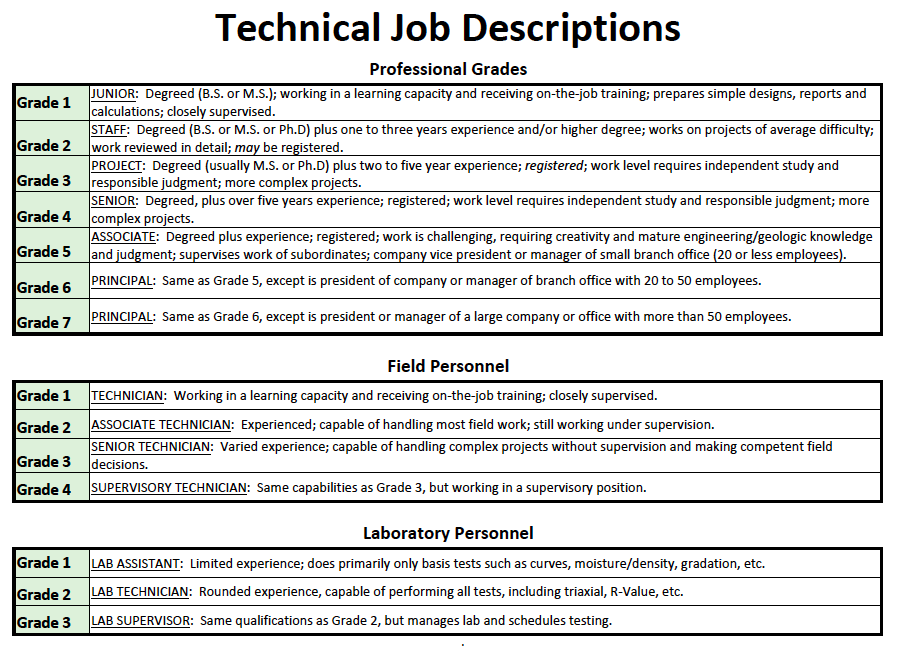 Technical Job Descriptions
Professional Grades
Grade 1 JUNIOR: Degreed (B.S. or M.S.); working in a learning capacity and receiving on-the-job training; prepares simple designs, reports and
calculations; closely supervised.
Grade 2 STAFF: Degreed (B.S. or M.S. or Ph.D) plus one to three years experience and/or higher degree; works on projects of average difficulty;
work reviewed in detail; may be registered.
Grade 3 PROJECT: Degreed (usually M.S. or Ph.D) plus two to five year experience; registered; work level requires independent study and
responsible judgment; more complex projects.
Grade 4 SENIOR: Degreed, plus over five years experience; registered; work level requires independent study and responsible judgment; more
complex projects.
Grade 5 ASSOCIATE: Degreed plus experience; registered; work is challenging, requiring creativity and mature engineering/geologic knowledge
and judgment; supervises work of subordinates; company vice president or manager of small branch office (20 or less employees).
Grade 6 PRINCIPAL: Same as Grade 5, except is president of company or manager of branch office with 20 to 50 employees.
Grade 7 PRINCIPAL: Same as Grade 6, except is president or manager of a large company or office with more than 50 employees.
Field Personnel
Grade 1 TECHNICIAN: Working in a learning capacity and receiving on-the-job training; closely supervised.
Grade 2 ASSOCIATE TECHNICIAN: Experienced; capable of handling most field work; still working under supervision.
Grade 3 SENIOR TECHNICIAN: Varied experience; capable of handling complex projects without supervision and making competent field
decisions.
Grade 4 SUPERVISORY TECHNICIAN: Same capabilities as Grade 3, but working in a supervisory position.
Laboratory Personnel
Grade 1 LAB ASSISTANT: Limited experience; does primarily only basis tests such as curves, moisture/density, gradation, etc.
Grade 2 LAB TECHNICIAN: Rounded experience, capable of performing all tests, including triaxial, R-Value, etc.
Grade 3 LAB SUPERVISOR: Same qualifications as Grade 2, but manages lab and schedules testing.